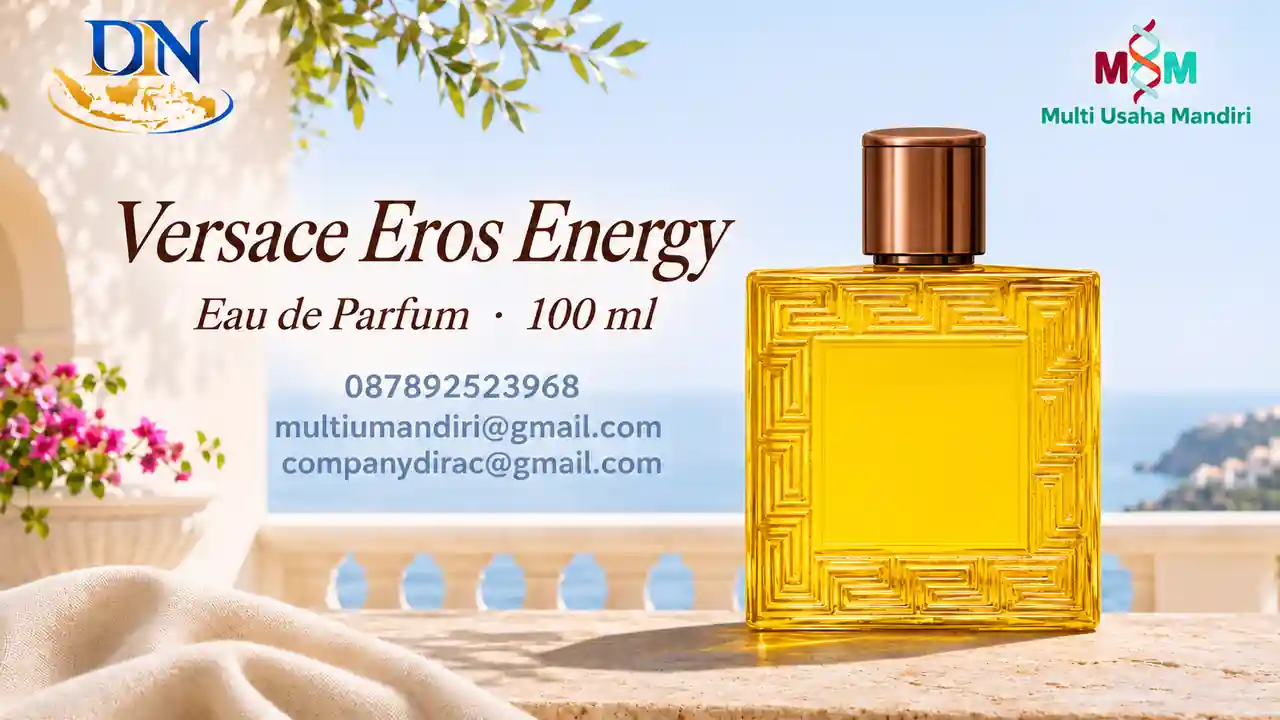 DN
MSM
Multi Usaha Mandiri
Versace Eros Energy
Eau de Parfum · 100 ml
087892523968
multiumandiri@gmail.com
companydirac@gmail.com